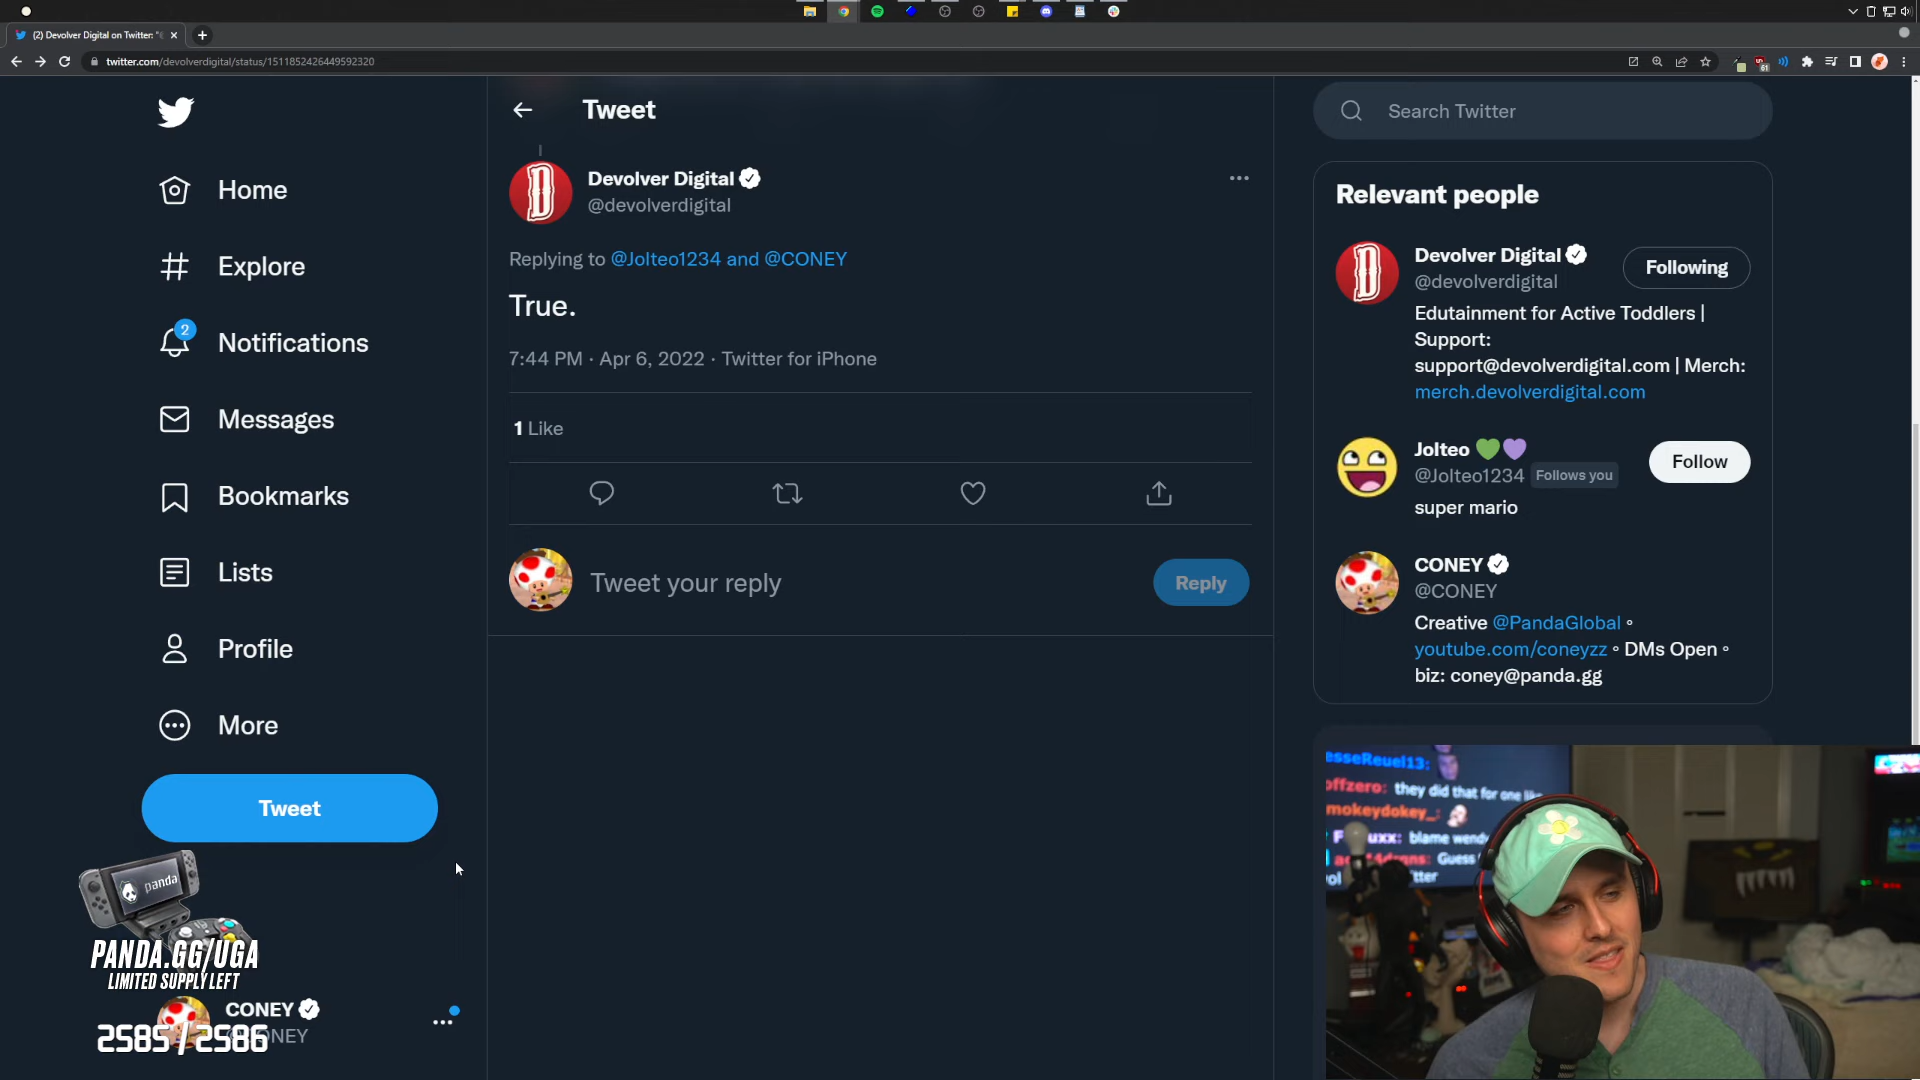 (2) Devolver Digital on Twitter: "
twitter.com/devolverdigital/status/1511852426449592320
61
Home
Explore
2
Notifications
Messages
Bookmarks
Lists
Profile
More
Tweet
panda
PANDA.GG/UGA
LIMITED SUPPLY LEFT
CONEY
2585 / 2586
Tweet
Devolver Digital
@devolverdigital
Replying to @Jolteo1234 and @CONEY
True.
7:44 PM · Apr 6, 2022 · Twitter for iPhone
1 Like
Tweet your reply
Reply
Search Twitter
Relevant people
Devolver Digital
@devolverdigital
Following
Edutainment for Active Toddlers |
Support:
support@devolverdigital.com | Merch:
merch.devolverdigital.com
Jolteo
@Jolteo1234 Follows you
Follow
super mario
CONEY
@CONEY
Creative @PandaGlobal ◦
youtube.com/coneyzz ◦ DMs Open ◦
biz: coney@panda.gg
esseReuel13:
offzero: they did that for one
mokeydokey_:
blame
Guess